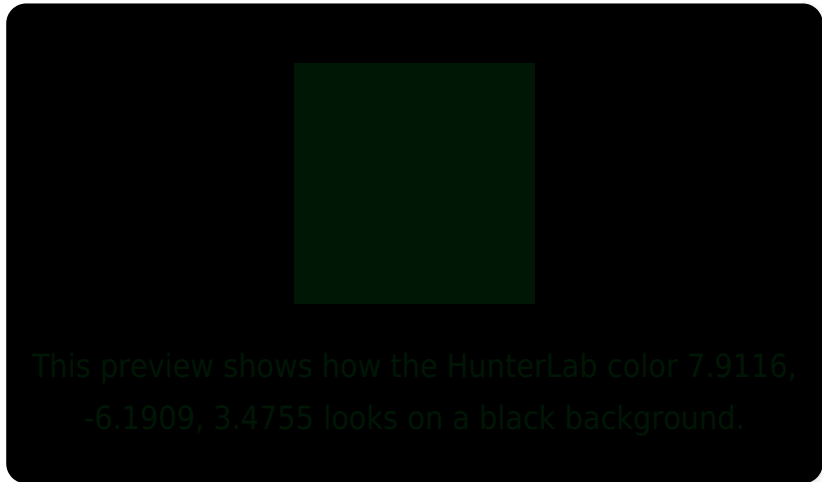 This preview shows how the HunterLab color 7.9116,
-6.1909, 3.4755 looks on a black background.